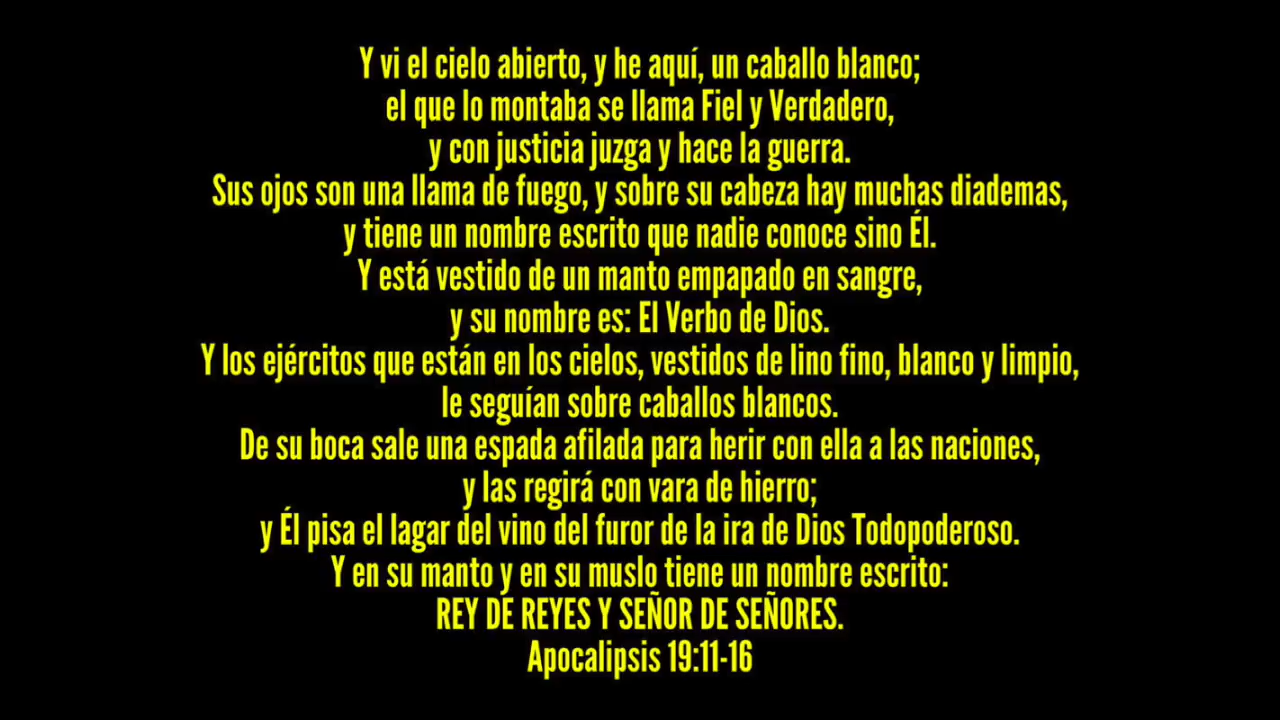 Y vi el cielo abierto, y he aquí, un caballo blanco;
el que lo montaba se llama Fiel y Verdadero,
y con justicia juzga y hace la guerra.
Sus ojos son una llama de fuego, y sobre su cabeza hay muchas diademas,
y tiene un nombre escrito que nadie conoce sino Él.
Y está vestido de un manto empapado en sangre,
y su nombre es: El Verbo de Dios.
Y los ejércitos que están en los cielos, vestidos de lino fino, blanco y limpio,
le seguían sobre caballos blancos.
De su boca sale una espada afilada para herir con ella a las naciones,
y las regirá con vara de hierro;
y Él pisa el lagar del vino del furor de la ira de Dios Todopoderoso.
Y en su manto y en su muslo tiene un nombre escrito:
REY DE REYES Y SEÑOR DE SEÑORES.
Apocalipsis 19:11-16